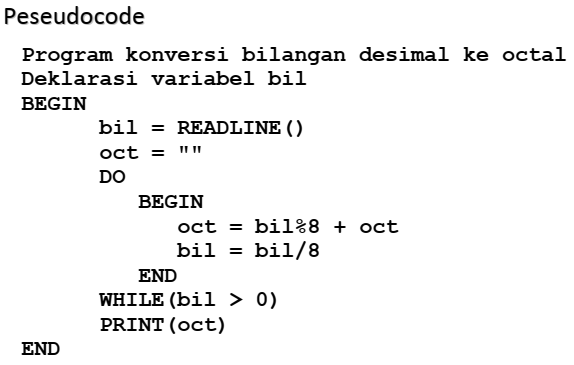 Peseudocode
Program konversi bilangan desimal ke octal
Deklarasi variabel bil
BEGIN
bil = READLINE()
oct = ""
DO
BEGIN
oct = bil%8 + oct
bil = bil/8
END
WHILE(bil > 0)
PRINT(oct)
END